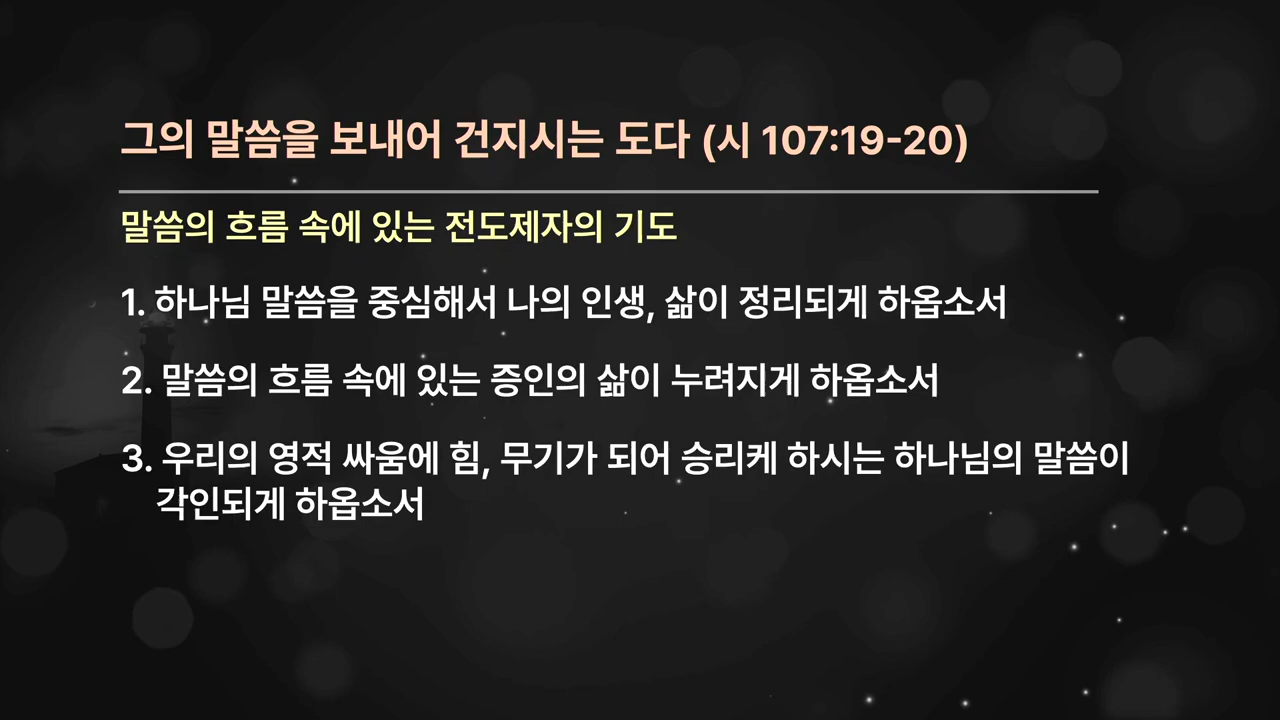 그의 말씀을 보내어 건지시는 도다 (시 107:19-20)
말씀의 흐름 속에 있는 전도제자의 기도
1. 하나님 말씀을 중심해서 나의 인생, 삶이 정리되게 하옵소서
2. 말씀의 흐름 속에 있는 증인의 삶이 누려지게 하옵소서
3. 우리의 영적 싸움에 힘, 무기가 되어 승리케 하시는 하나님의 말씀이
각인되게 하옵소서